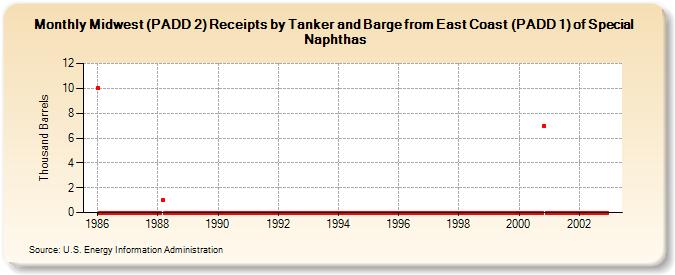 Monthly Midwest (PADD 2) Receipts by Tanker and Barge from East Coast (PADD 1) of Special
Naphthas
Thousand Barrels
12
10
8
6
4
2
0
1986 1988 1990 1992 1994 1996 1998 2000 2002
Source: U.S. Energy Information Administration